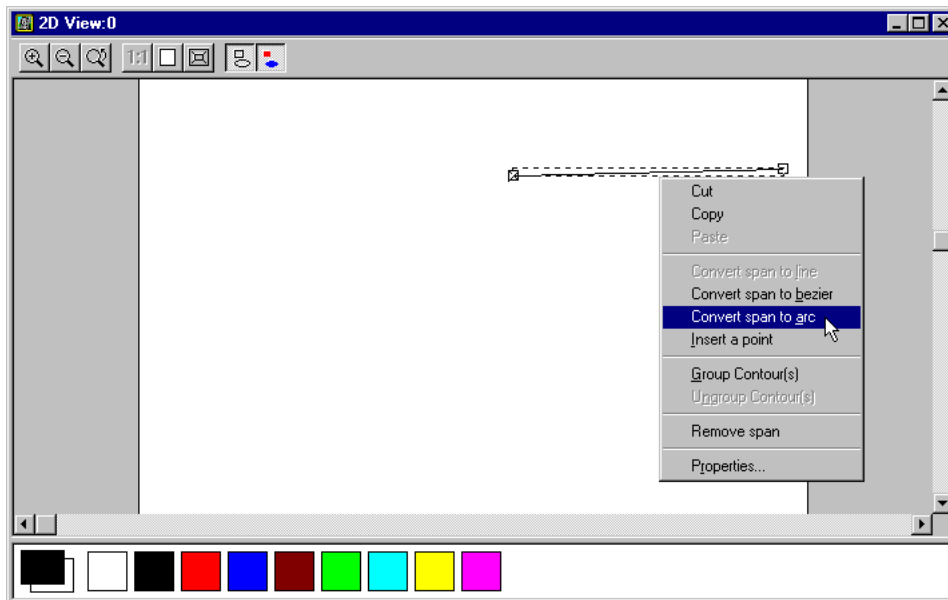 2D View:0
1:1
Cut
Copy
Paste
Convert span to line
Convert span to bezier
Convert span to arc
Insert a point
Group Contour(s)
Ungroup Contour(s)
Remove span
Properties...